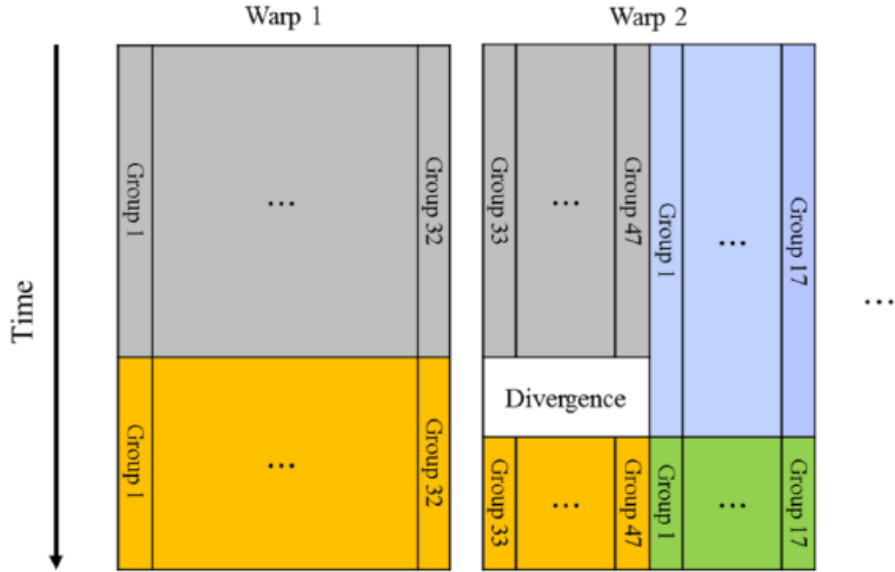 Warp 1
Warp 2
Time
Group 1
...
Group 32
Group 33
...
Group 47
Group 1
...
Group 17
...
Divergence
Group 1
...
Group 32
Group 33
...
Group 47
Group 1
...
Group 17